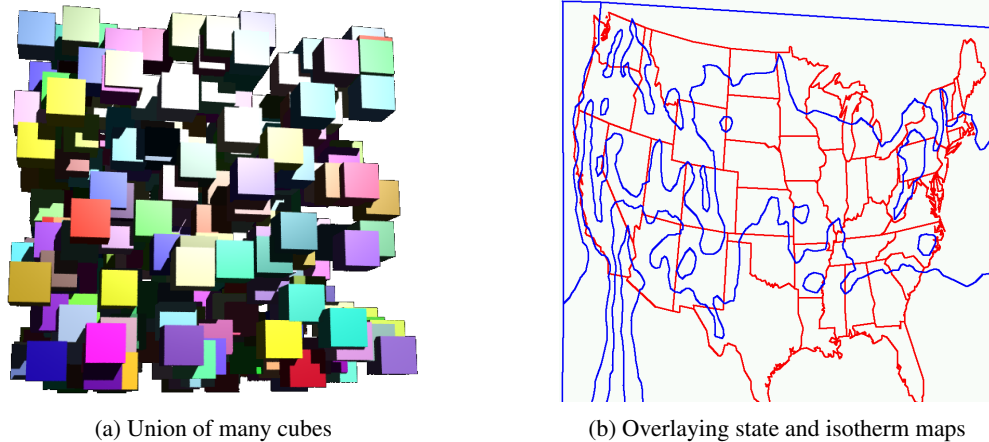 (a) Union of many cubes
(b) Overlaying state and isotherm maps